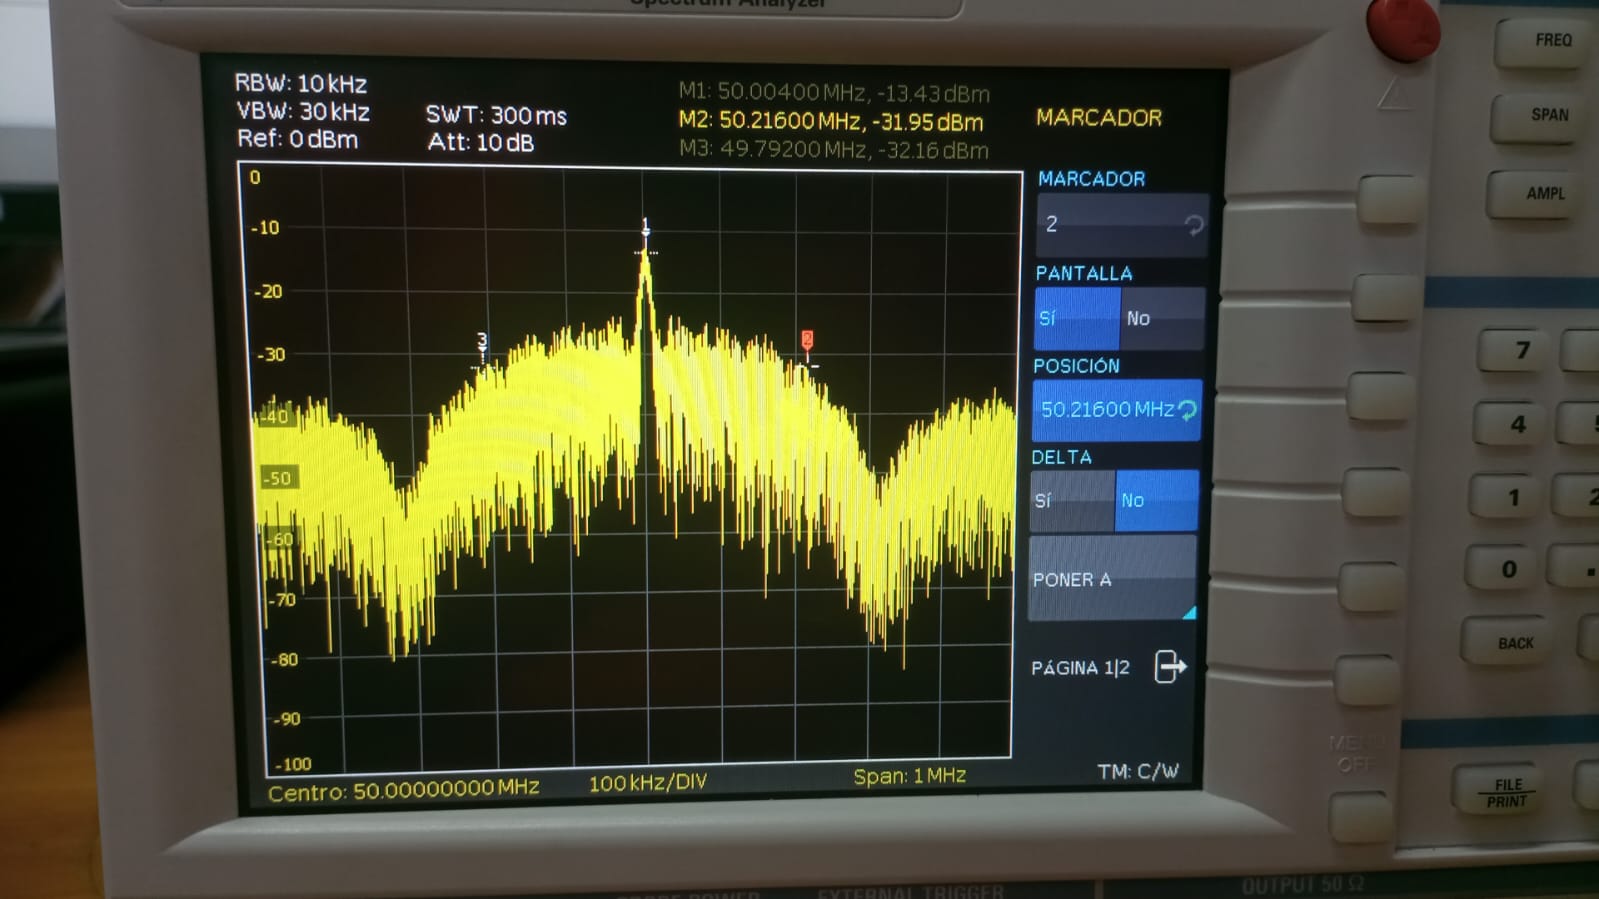 Spectrum Analyzer
RBW: 10 kHz
VBW: 30 kHz
Ref: 0 dBm
SWT: 300 ms
Att: 10 dB
M1: 50.00400 MHz, -13.43 dBm
M2: 50.21600 MHz, -31.95 dBm
M3: 49.79200 MHz, -32.16 dBm
MARCADOR
0
-10
-20
-30
-40
-50
-60
-70
-80
-90
-100
1
2
3
Centro: 50.00000000 MHz
100 kHz/DIV
Span: 1 MHz
MARCADOR
2
PANTALLA
Sí
No
POSICIÓN
50.21600 MHz
DELTA
Sí
No
PONER A
PÁGINA 1|2
TM: C/W
FREQ
SPAN
AMPL
7
4
1
2
0
.
BACK
MENU
OFF
FILE
PRINT
EXTERNAL TRIGGER
OUTPUT 50 Ω